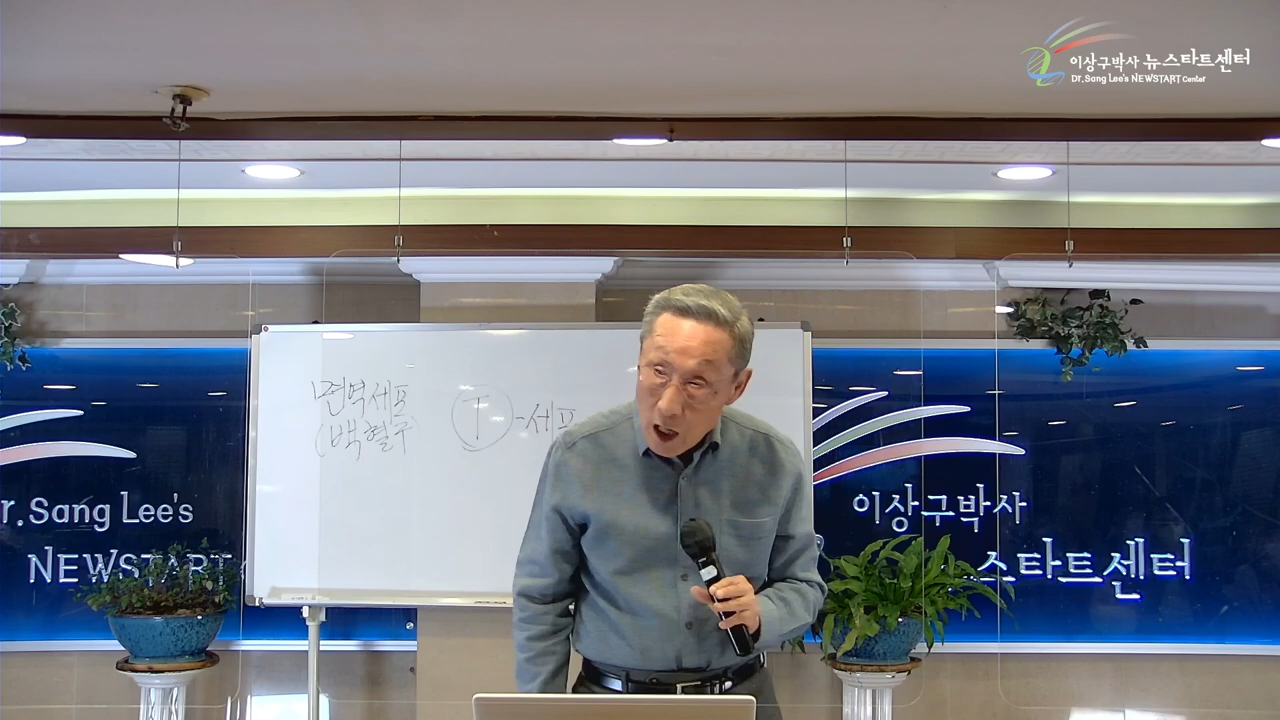 이상구박사 뉴스타트센터
Dr. Sang Lee's NEWSTART Center
면역세포
(백혈구
T-세포
r. Sang Lee's
NEWSTART
이상구박사
스타트센터